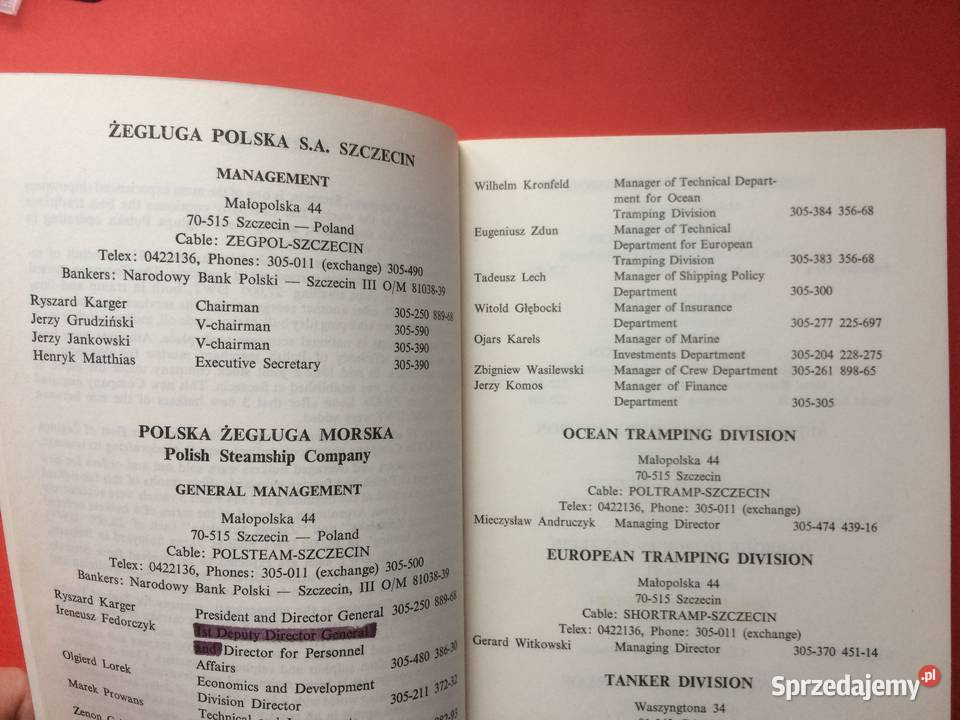 ŻEGLUGA POLSKA S.A. SZCZECIN
MANAGEMENT
Małopolska 44
70-515 Szczecin — Poland
Cable: ZEGPOL-SZCZECIN
Telex: 0422136, Phones: 305-011 (exchange) 305-490
Bankers: Narodowy Bank Polski — Szczecin III O/M 81038-39
Ryszard Karger Chairman 305-250 889-68
Jerzy Grudziński V-chairman 305-590
Jerzy Jankowski V-chairman 305-390
Henryk Matthias Executive Secretary 305-390
POLSKA ŻEGLUGA MORSKA
Polish Steamship Company
GENERAL MANAGEMENT
Małopolska 44
70-515 Szczecin — Poland
Cable: POLSTEAM-SZCZECIN
Telex: 0422136, Phones: 305-011 (exchange) 305-500
Bankers: Narodowy Bank Polski — Szczecin, III O/M 81038-39
Ryszard Karger President and Director General 305-250 889-68
Ireneusz Fedorczyk 1st Deputy Director General
and Director for Personnel
Affairs 305-480 386-30
Olgierd Lorek Economics and Development
Division Director 305-211 372-32
Marek Prowans Technical and
Zenon
Wilhelm Kronfeld Manager of Technical Depart-
ment for Ocean
Tramping Division 305-384 356-68
Eugeniusz Zdun Manager of Technical
Department for European
Tramping Division 305-383 356-68
Tadeusz Lech Manager of Shipping Policy
Department 305-300
Witold Głębocki Manager of Insurance
Department 305-277 225-697
Ojars Karels Manager of Marine
Investments Department 305-204 228-275
Zbigniew Wasilewski Manager of Crew Department 305-261 898-65
Jerzy Komos Manager of Finance
Department 305-305
OCEAN TRAMPING DIVISION
Małopolska 44
70-515 Szczecin
Cable: POLTRAMP-SZCZECIN
Telex: 0422136, Phone: 305-011 (exchange)
Mieczysław Andruczyk Managing Director 305-474 439-16
EUROPEAN TRAMPING DIVISION
Małopolska 44
70-515 Szczecin
Cable: SHORTRAMP-SZCZECIN
Telex: 0422136, Phone: 305-011 (exchange)
Gerard Witkowski Managing Director 305-370 451-14
TANKER DIVISION
Waszyngtona 34
Sprzedajemy.pl